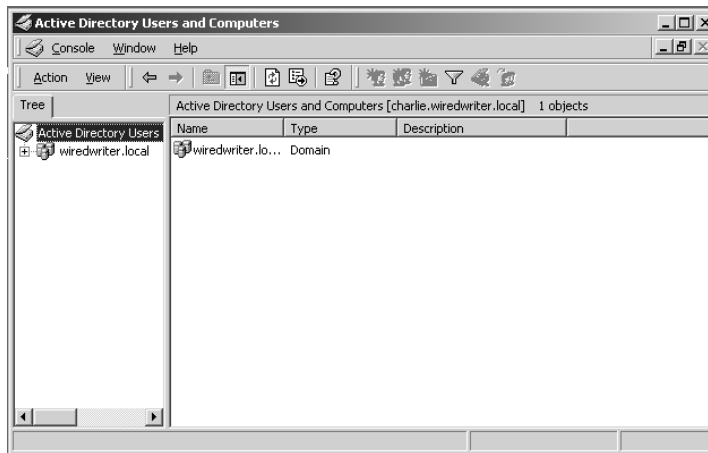 Active Directory Users and Computers
Console Window Help
Action View
Tree
Active Directory Users and Computers [charlie.wiredwriter.local] 1 objects
Active Directory Users
wiredwriter.local
Name Type Description
wiredwriter.lo... Domain